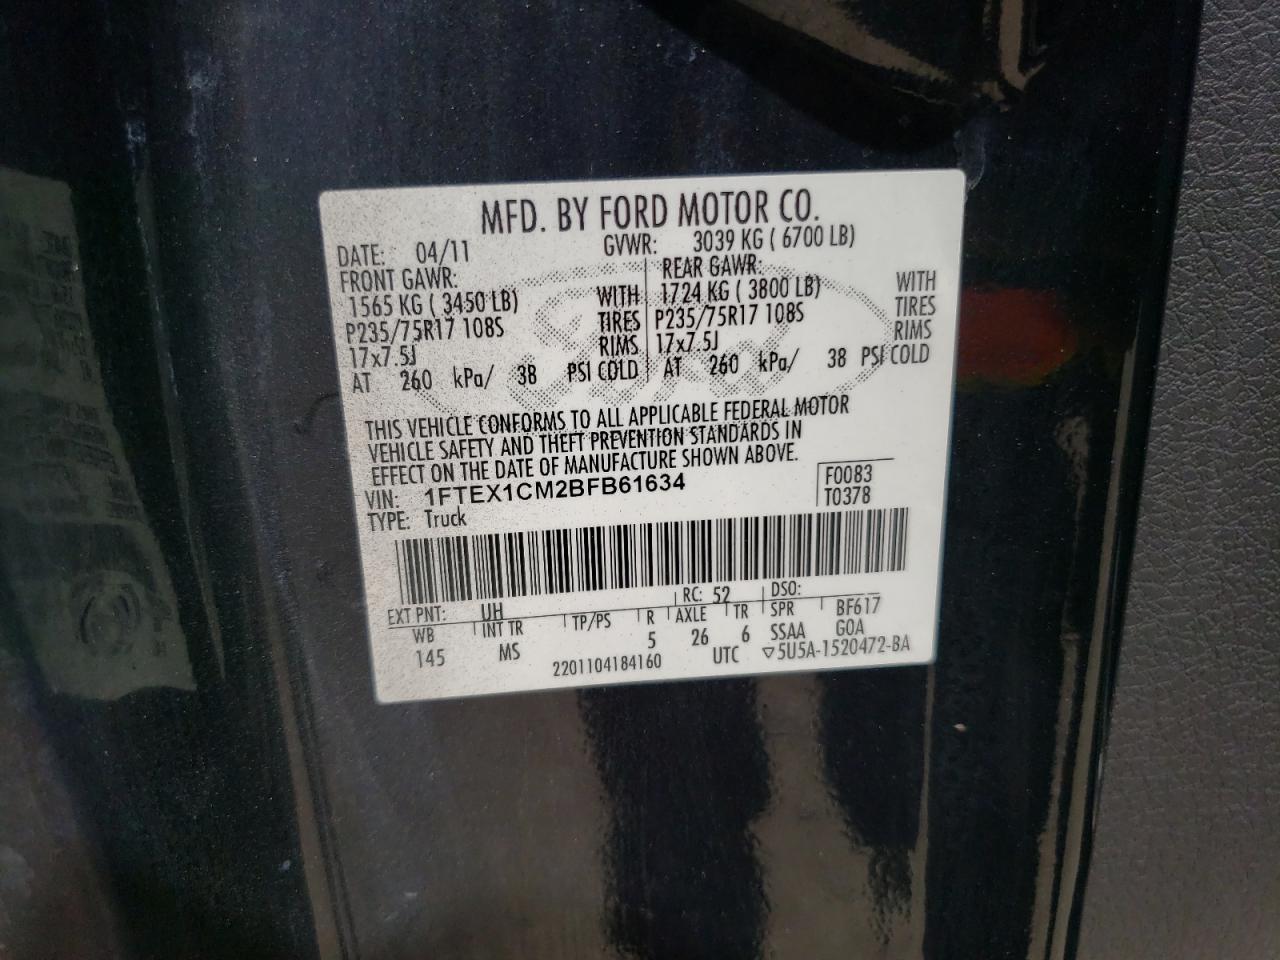 MFD. BY FORD MOTOR CO.
DATE: 04/11 GVWR: 3039 KG ( 6700 LB)
FRONT GAWR: REAR GAWR:
1565 KG ( 3450 LB) WITH 1724 KG ( 3800 LB) WITH
P235/75R17 108S TIRES P235/75R17 108S TIRES
17x7.5J RIMS 17x7.5J RIMS
AT 260 kPa/ 38 PSI COLD AT 260 kPa/ 38 PSI COLD
THIS VEHICLE CONFORMS TO ALL APPLICABLE FEDERAL MOTOR
VEHICLE SAFETY AND THEFT PREVENTION STANDARDS IN
EFFECT ON THE DATE OF MANUFACTURE SHOWN ABOVE.
VIN: 1FTEX1CM2BFB61634 F0083
TYPE: Truck T0378
EXT PNT: UH RC: 52 DSO:
WB INT TR TP/PS R AXLE TR SPR BF617
145 MS 5 26 6 SSAA GOA
2201104184160 UTC ▽5U5A-1520472-BA